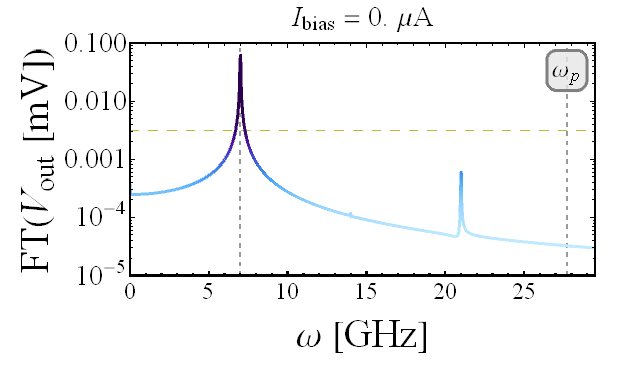 I_bias = 0. μA
FT(V_out [mV])
0.100
0.010
0.001
10^-4
10^-5
ω_p
0 5 10 15 20 25
ω [GHz]